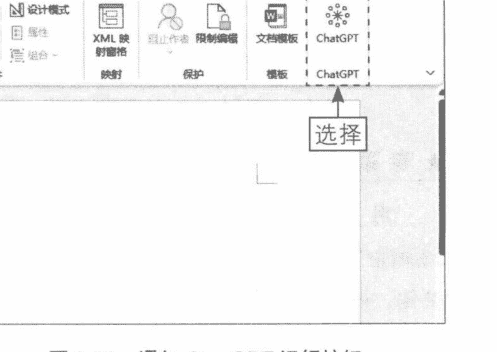 设计模式
属性
组合
XML 映
射窗格
映射
阻止作者 限制编辑
保护
文档模板
模板
ChatGPT
ChatGPT
选择